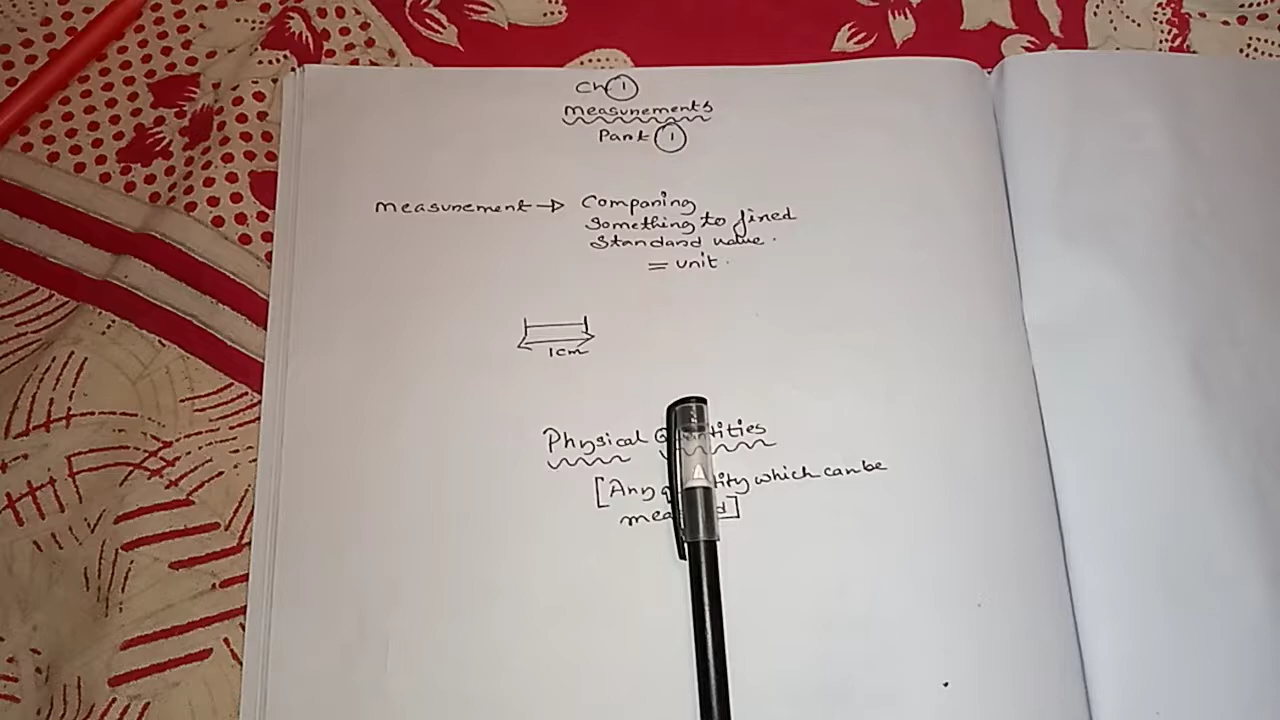 Ch 1
measurements
Part 1
measurement → Comparing
something to fixed
standard value.
= unit.
1cm
Physical
[Any which can be